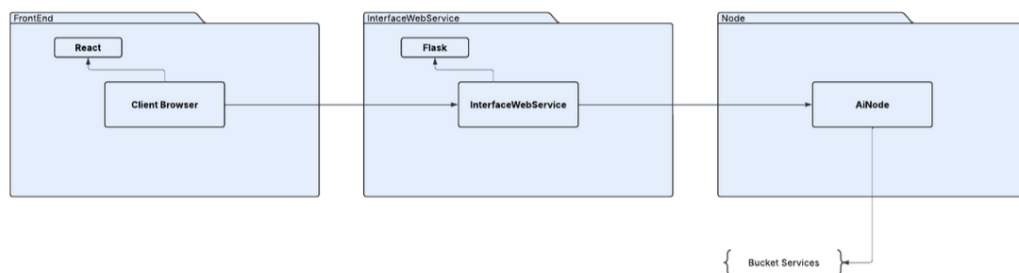 FrontEnd
InterfaceWebService
Node
React
Flask
Client Browser
InterfaceWebService
AiNode
{ Bucket Services }